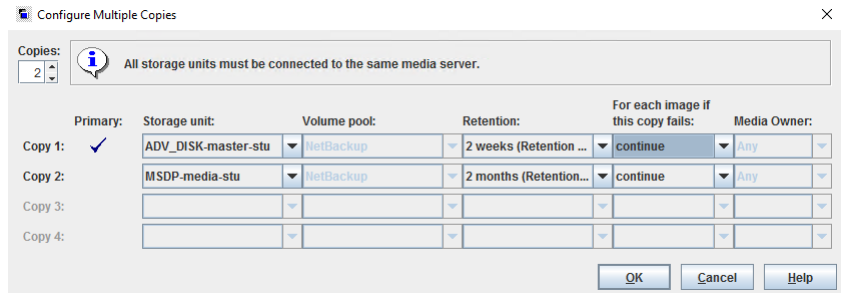 Configure Multiple Copies
Copies:
2
All storage units must be connected to the same media server.
Primary: Storage unit: Volume pool: Retention: For each image if this copy fails: Media Owner:
Copy 1: ADV_DISK-master-stu NetBackup 2 weeks (Retention ... continue Any
Copy 2: MSDP-media-stu NetBackup 2 months (Retention... continue Any
Copy 3:
Copy 4:
OK Cancel Help